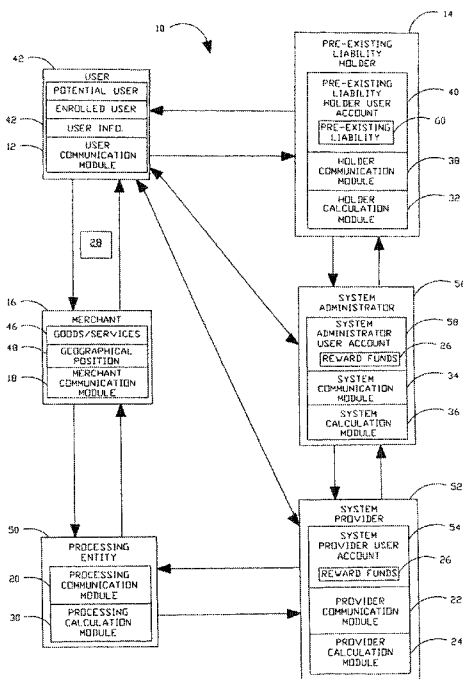 10
42
USER
POTENTIAL USER
ENROLLED USER
42
USER INFO.
12
USER
COMMUNICATION
MODULE
14
PRE-EXISTING
LIABILITY
HOLDER
PRE-EXISTING
LIABILITY
HOLDER USER
ACCOUNT
40
PRE-EXISTING
LIABILITY
60
HOLDER
COMMUNICATION
MODULE
38
HOLDER
CALCULATION
MODULE
32
28
16
MERCHANT
46
GOODS/SERVICES
48
GEOGRAPHICAL
POSITION
18
MERCHANT
COMMUNICATION
MODULE
56
SYSTEM
ADMINISTRATOR
SYSTEM
ADMINISTRATOR
USER ACCOUNT
58
REWARD FUNDS
26
SYSTEM
COMMUNICATION
MODULE
34
SYSTEM
CALCULATION
MODULE
36
50
PROCESSING
ENTITY
20
PROCESSING
COMMUNICATION
MODULE
30
PROCESSING
CALCULATION
MODULE
52
SYSTEM
PROVIDER
SYSTEM
PROVIDER USER
ACCOUNT
54
REWARD FUNDS
26
PROVIDER
COMMUNICATION
MODULE
22
PROVIDER
CALCULATION
MODULE
24